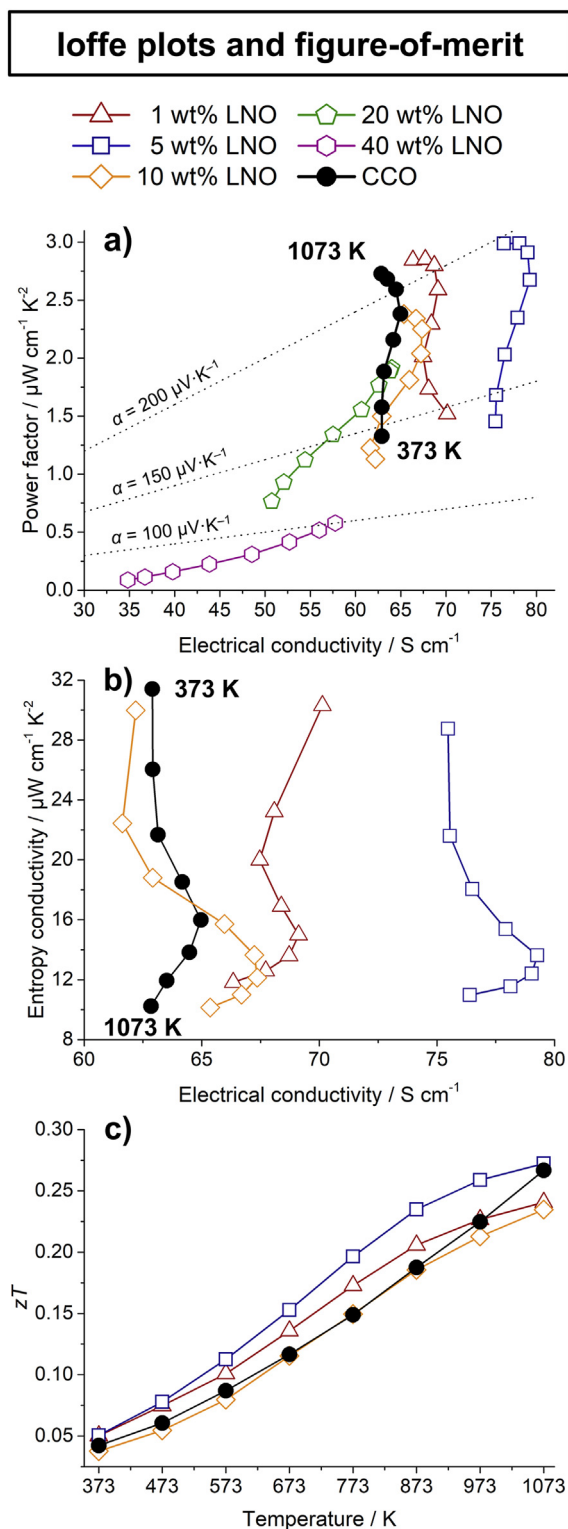 Ioffe plots and figure-of-merit
1 wt% LNO
20 wt% LNO
5 wt% LNO
40 wt% LNO
10 wt% LNO
CCO
a)
1073 K
373 K
α = 200 µV·K⁻¹
α = 150 µV·K⁻¹
α = 100 µV·K⁻¹
Power factor / µW cm⁻¹ K⁻²
3.0
2.5
2.0
1.5
1.0
0.5
0.0
30 35 40 45 50 55 60 65 70 75 80
Electrical conductivity / S cm⁻¹
b)
373 K
1073 K
Entropy conductivity / µW cm⁻¹ K⁻²
32
28
24
20
16
12
8
60 65 70 75 80
Electrical conductivity / S cm⁻¹
c)
zT
0.30
0.25
0.20
0.15
0.10
0.05
373 473 573 673 773 873 973 1073
Temperature / K